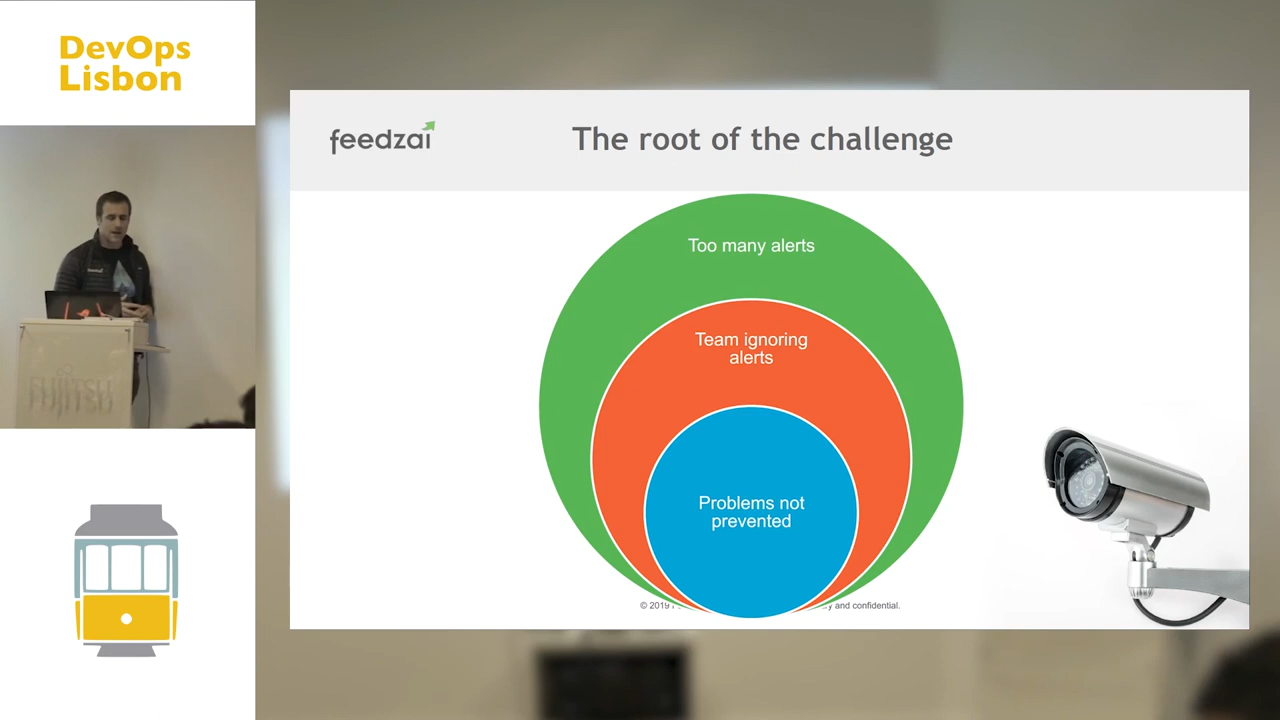 DevOps
Lisbon
feedzai
The root of the challenge
Too many alerts
Team ignoring
alerts
Problems not
prevented
© 2019
and confidential.
FUJITSU